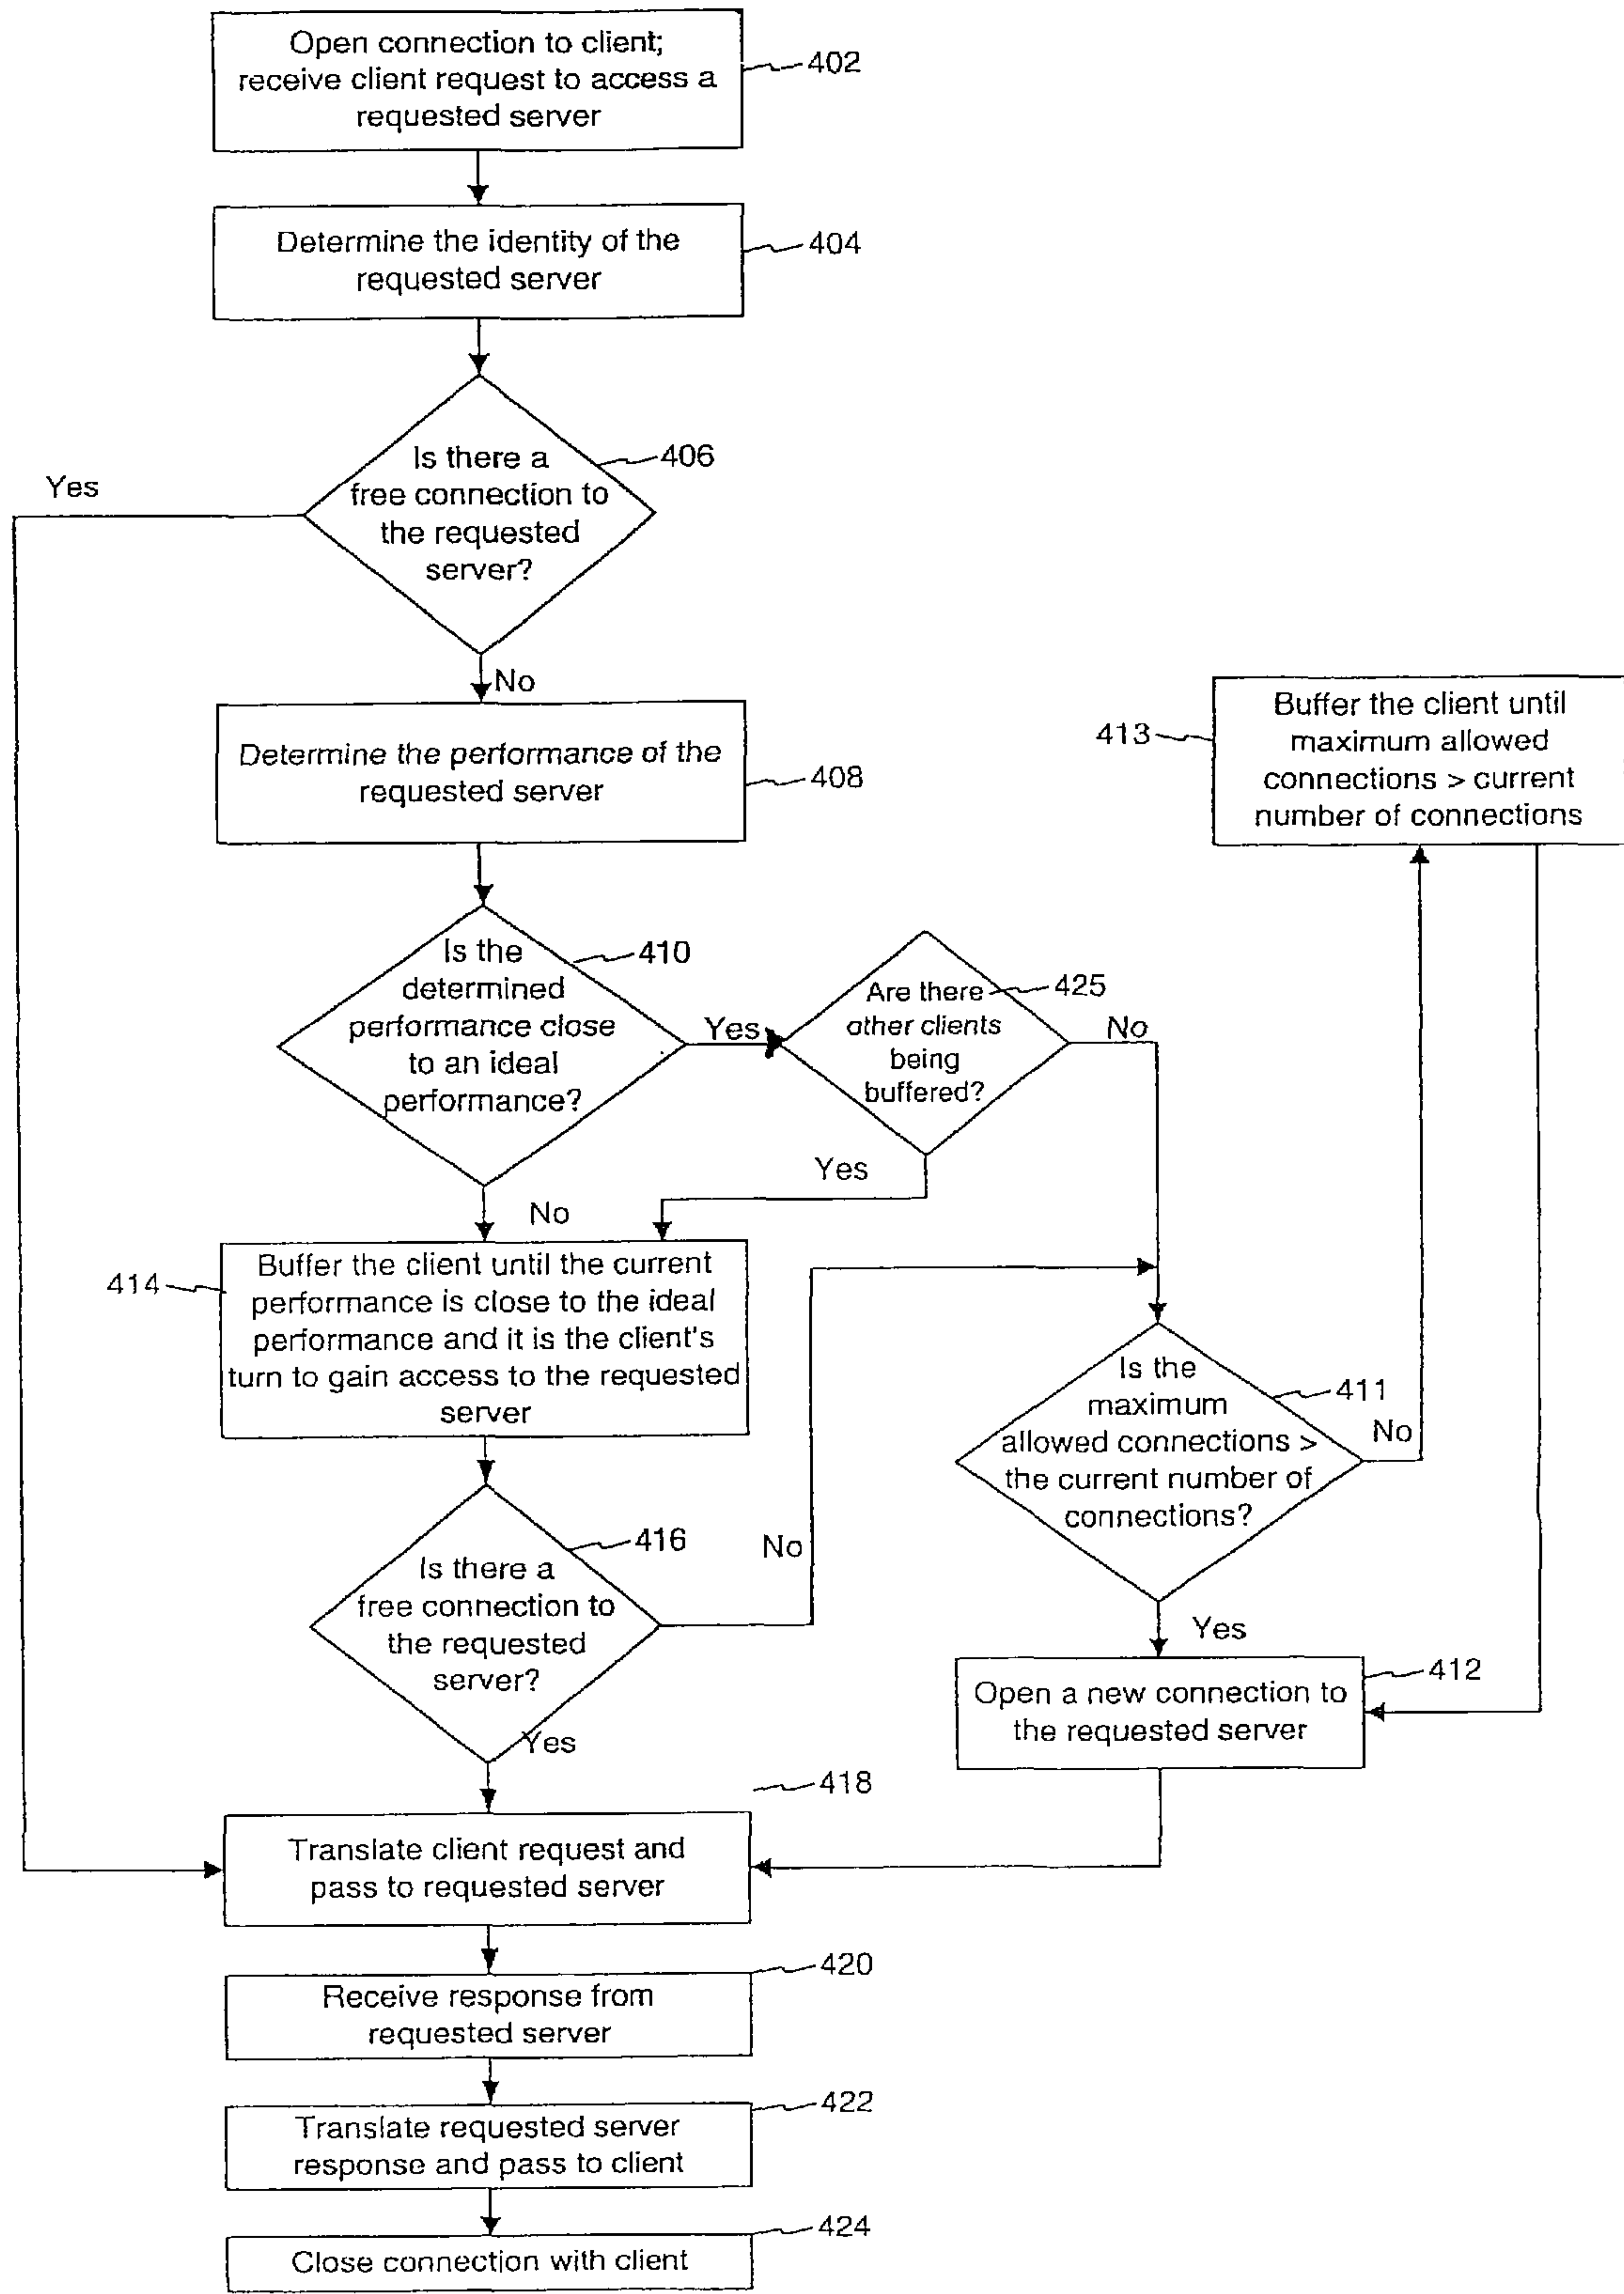 Open connection to client;
receive client request to access a
requested server
402
Determine the identity of the
requested server
404
Is there a
free connection to
the requested
server?
406
Yes
No
Determine the performance of the
requested server
408
Buffer the client until
maximum allowed
connections > current
number of connections
413
Is the
determined
performance close
to an ideal
performance?
410
Yes
Are there
other clients
being
buffered?
425
No
Yes
No
Buffer the client until the current
performance is close to the ideal
performance and it is the client's
turn to gain access to the requested
server
414
Is the
maximum
allowed connections >
the current number of
connections?
411
No
Is there a
free connection to
the requested
server?
416
No
Yes
Yes
Open a new connection to
the requested server
412
418
Translate client request and
pass to requested server
420
Receive response from
requested server
422
Translate requested server
response and pass to client
424
Close connection with client